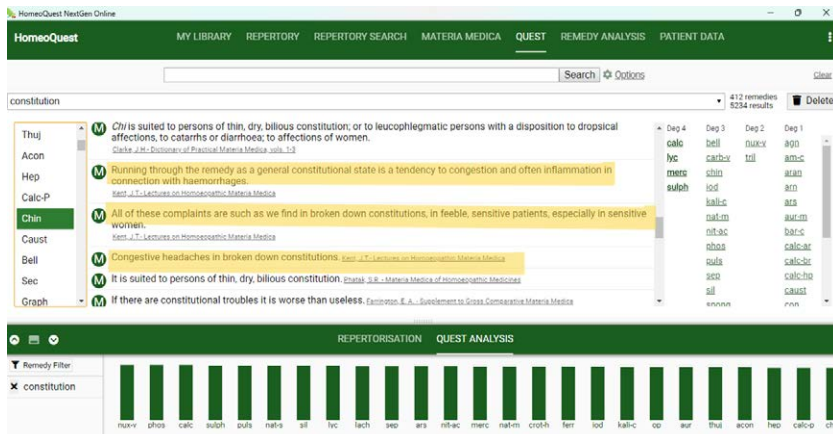 HomeoQuest NextGen Online
HomeoQuest MY LIBRARY REPERTORY REPERTORY SEARCH MATERIA MEDICA QUEST REMEDY ANALYSIS PATIENT DATA
Search Options Clear
constitution 412 remedies 5234 results Delete
Thuj
Acon
Hep
Calc-P
Chin
Caust
Bell
Sec
Graph
M Chi is suited to persons of thin, dry, bilious constitution; or to leucophlegmatic persons with a disposition to dropsical
affections, to catarrhs or diarrhoea; to affections of women.
Clarke, J.H - Dictionary of Practical Materia Medica, vols. 1-3
M Running through the remedy as a general constitutional state is a tendency to congestion and often inflammation in
connection with haemorrhages.
Kent, J.T - Lectures on Homoeopathic Materia Medica
M All of these complaints are such as we find in broken down constitutions, in feeble, sensitive patients, especially in sensitive
women.
Kent, J.T - Lectures on Homoeopathic Materia Medica
M Congestive headaches in broken down constitutions. Kent, J.T - Lectures on Homoeopathic Materia Medica
M It is suited to persons of thin, dry, bilious constitution. Phatak, S.R. - Materia Medica of Homoeopathic Medicines
M If there are constitutional troubles it is worse than useless. Farrington, E. A. - Supplement to Gross Comparative Materia Medica
Deg 4 Deg 3 Deg 2 Deg 1
calc bell nux-v agn
lyc carb-v tril am-c
merc chin aran
sulph iod arn
kali-c ars
nat-m aur-m
nit-ac bar-c
phos calc-ar
puls calc-br
sep calc-hp
sil caust
spong con
REPERTORISATION QUEST ANALYSIS
Remedy Filter
constitution
nux-v phos calc sulph puls nat-s sil lyc lach sep ars nit-ac merc nat-m crot-h ferr iod kali-c op aur thuj acon hep calc-p